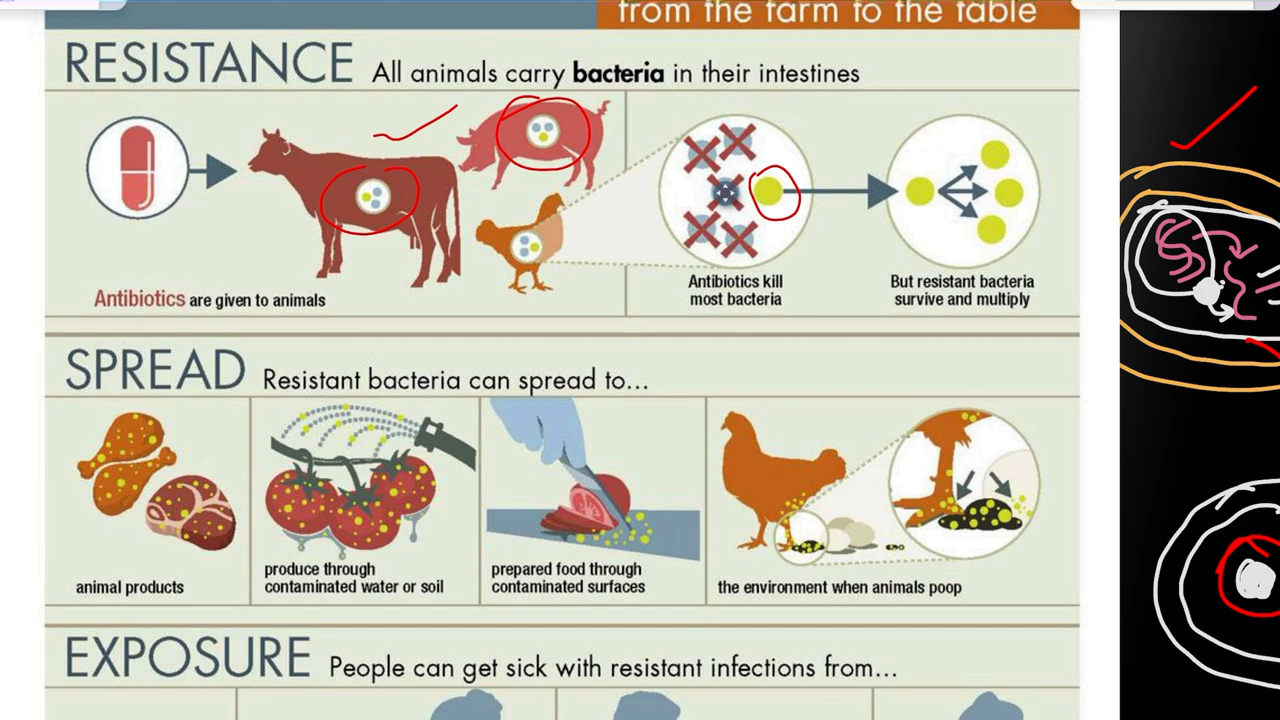 from the farm to the table
RESISTANCE All animals carry bacteria in their intestines
Antibiotics are given to animals
Antibiotics kill
most bacteria
But resistant bacteria
survive and multiply
SPREAD Resistant bacteria can spread to...
animal products
produce through
contaminated water or soil
prepared food through
contaminated surfaces
the environment when animals poop
EXPOSURE People can get sick with resistant infections from...